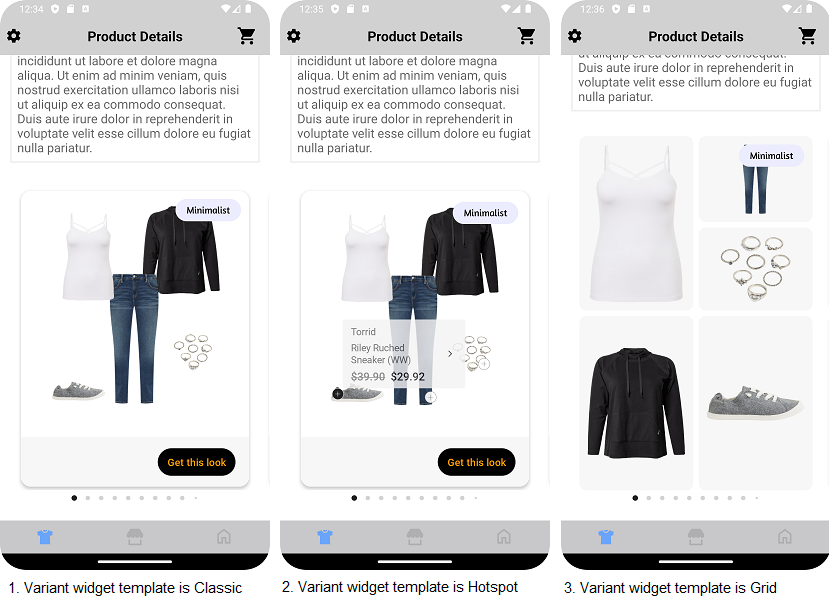 12:34
Product Details
incididunt ut labore et dolore magna
aliqua. Ut enim ad minim veniam, quis
nostrud exercitation ullamco laboris nisi
ut aliquip ex ea commodo consequat.
Duis aute irure dolor in reprehenderit in
voluptate velit esse cillum dolore eu fugiat
nulla pariatur.
Minimalist
Get this look
1. Variant widget template is Classic
12:35
Product Details
incididunt ut labore et dolore magna
aliqua. Ut enim ad minim veniam, quis
nostrud exercitation ullamco laboris nisi
ut aliquip ex ea commodo consequat.
Duis aute irure dolor in reprehenderit in
voluptate velit esse cillum dolore eu fugiat
nulla pariatur.
Minimalist
Torrid
Riley Ruched
Sneaker (WW)
$39.90 $29.92
Get this look
2. Variant widget template is Hotspot
12:36
Product Details
ut aliquip ex ea commodo consequat.
Duis aute irure dolor in reprehenderit in
voluptate velit esse cillum dolore eu fugiat
nulla pariatur.
Minimalist
3. Variant widget template is Grid